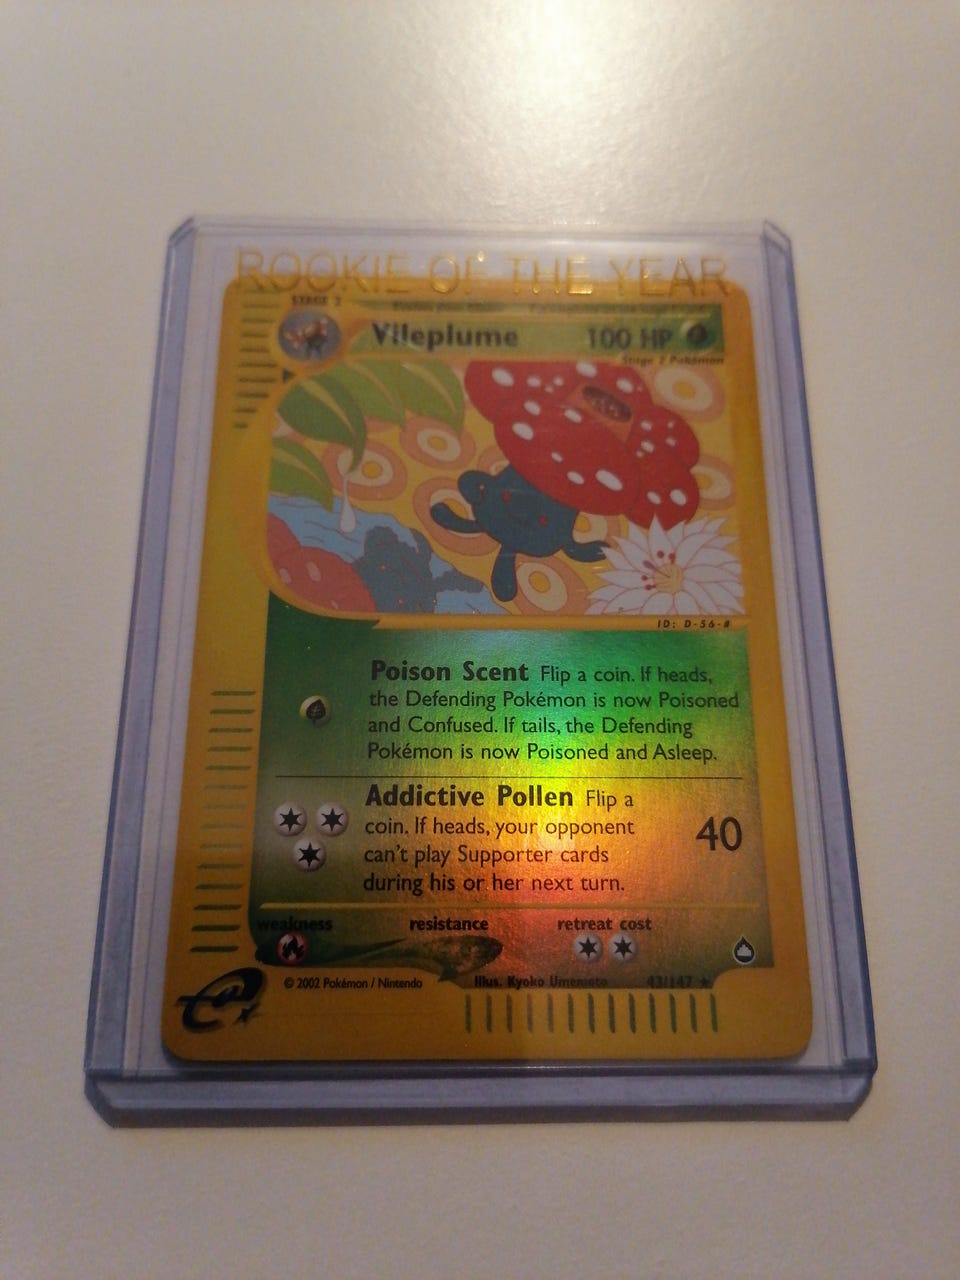 ROOKIE OF THE YEAR
STAGE 2
Vileplume 100 HP
Stage 2 Pokémon
ID: D-56-#
Poison Scent Flip a coin. If heads,
the Defending Pokémon is now Poisoned
and Confused. If tails, the Defending
Pokémon is now Poisoned and Asleep.
Addictive Pollen Flip a
coin. If heads, your opponent
can't play Supporter cards
during his or her next turn.
40
weakness resistance retreat cost
© 2002 Pokémon / Nintendo Illus. Kyoko Umemoto 43/147 ★
e